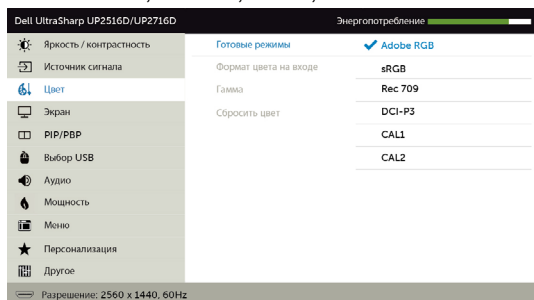 Dell UltraSharp UP2516D/UP2716D
Энергопотребление
Яркость / контрастность
Готовые режимы
Adobe RGB
Источник сигнала
Формат цвета на входе
sRGB
Цвет
Гамма
Rec 709
Экран
Сбросить цвет
DCI-P3
PIP/PBP
CAL1
Выбор USB
CAL2
Аудио
Мощность
Меню
Персонализация
Другое
Разрешение: 2560 x 1440, 60Hz